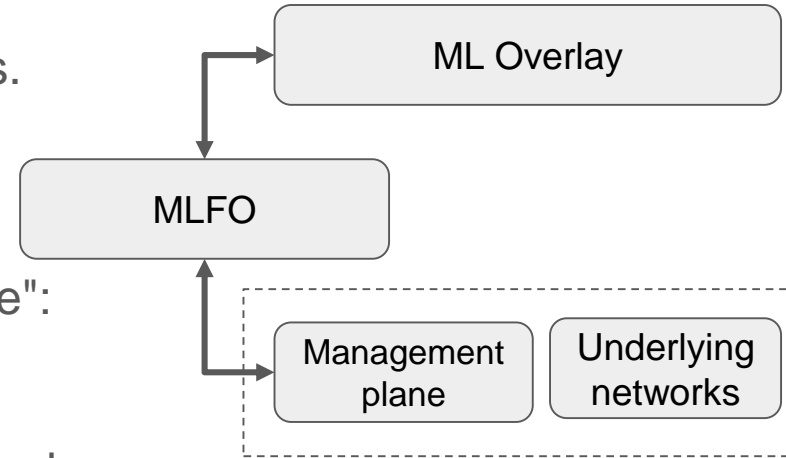 ML Overlay
s.
MLFO
e":
Management
plane
Underlying
networks